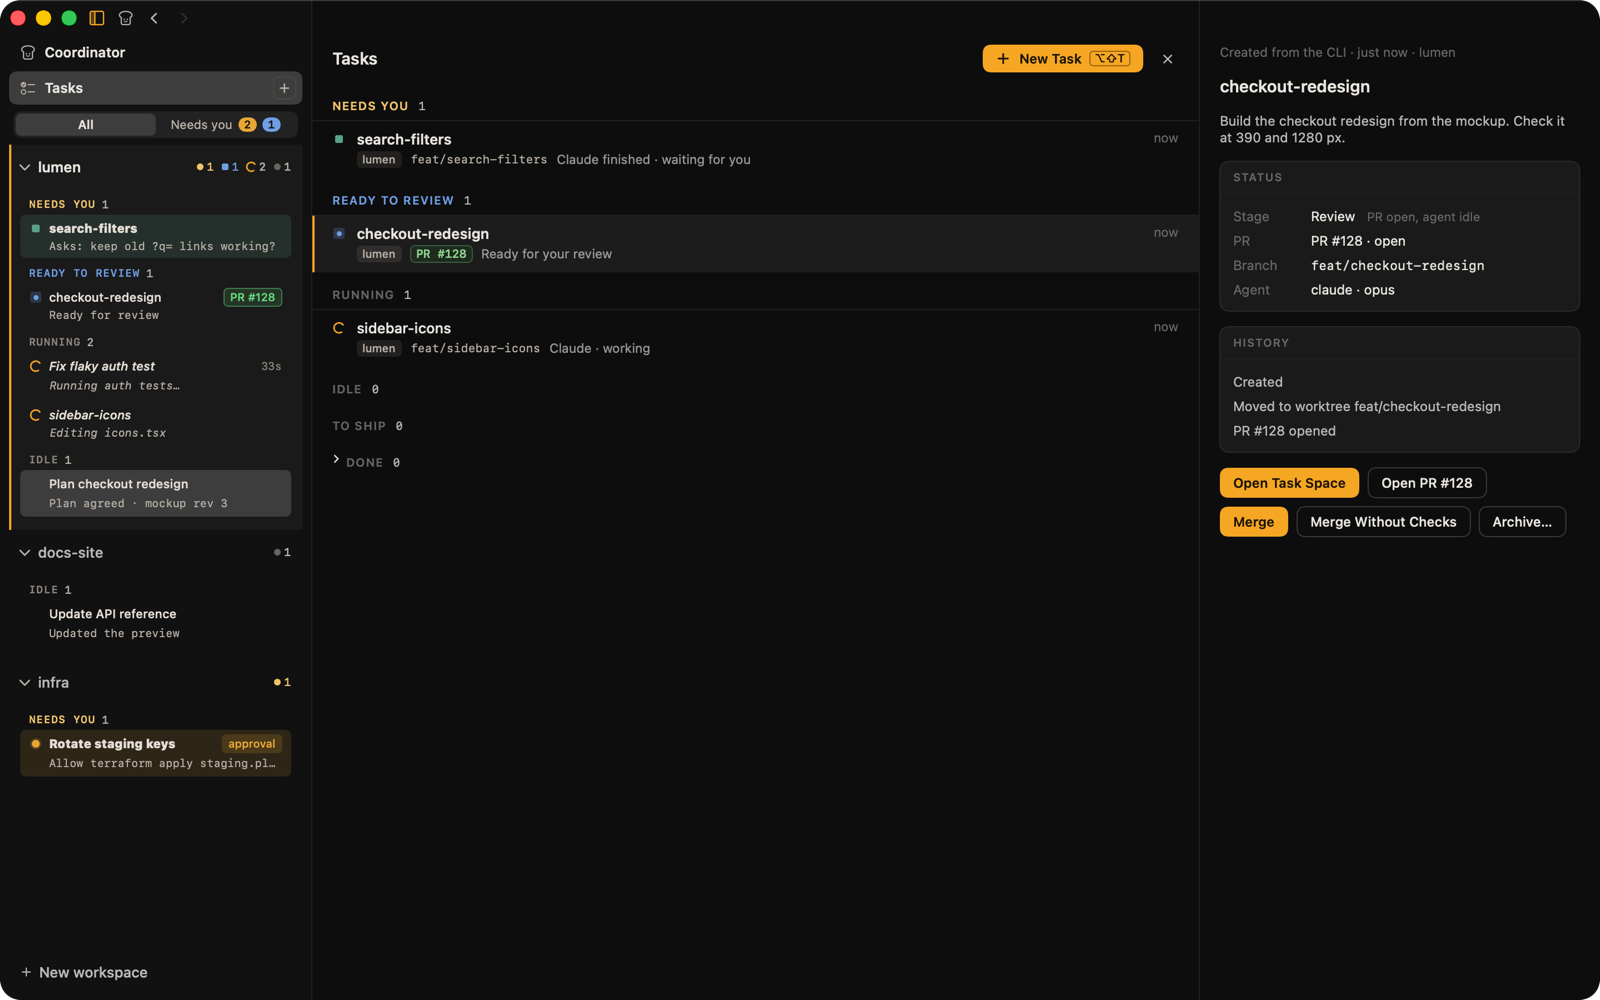 Coordinator
Tasks
All
Needs you 2 1
lumen 1 1 2 1
NEEDS YOU 1
search-filters
Asks: keep old ?q= links working?
READY TO REVIEW 1
checkout-redesign PR #128
Ready for review
RUNNING 2
Fix flaky auth test 33s
Running auth tests…
sidebar-icons
Editing icons.tsx
IDLE 1
Plan checkout redesign
Plan agreed · mockup rev 3
docs-site 1
IDLE 1
Update API reference
Updated the preview
infra 1
NEEDS YOU 1
Rotate staging keys approval
Allow terraform apply staging.pl…
+ New workspace
Tasks
+ New Task ⌥⇧T
NEEDS YOU 1
search-filters now
lumen feat/search-filters Claude finished · waiting for you
READY TO REVIEW 1
checkout-redesign now
lumen PR #128 Ready for your review
RUNNING 1
sidebar-icons now
lumen feat/sidebar-icons Claude · working
IDLE 0
TO SHIP 0
DONE 0
Created from the CLI · just now · lumen
checkout-redesign
Build the checkout redesign from the mockup. Check it
at 390 and 1280 px.
STATUS
Stage Review PR open, agent idle
PR PR #128 · open
Branch feat/checkout-redesign
Agent claude · opus
HISTORY
Created
Moved to worktree feat/checkout-redesign
PR #128 opened
Open Task Space Open PR #128
Merge Merge Without Checks Archive...